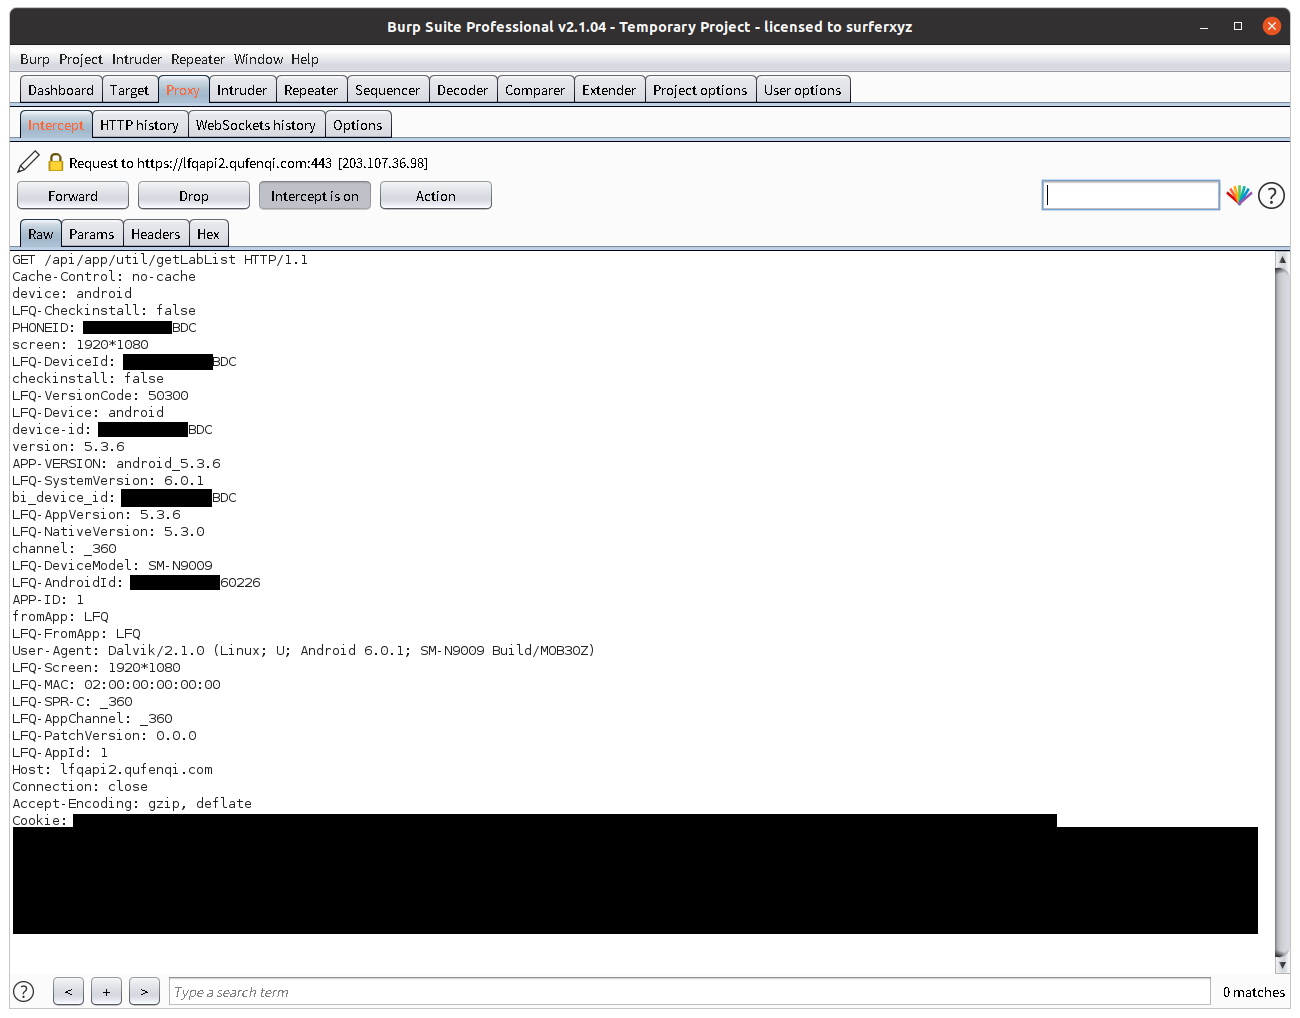 Burp Suite Professional v2.1.04 - Temporary Project - licensed to surferxyz
Burp Project Intruder Repeater Window Help
Dashboard Target Proxy Intruder Repeater Sequencer Decoder Comparer Extender Project options User options
Intercept HTTP history WebSockets history Options
Request to https://lfqapi2.qufenqi.com:443 [203.107.36.98]
Forward Drop Intercept is on Action
?
Raw Params Headers Hex
GET /api/app/util/getLabList HTTP/1.1
Cache-Control: no-cache
device: android
LFQ-Checkinstall: false
PHONEID: BDC
screen: 1920*1080
LFQ-DeviceId: BDC
checkinstall: false
LFQ-VersionCode: 50300
LFQ-Device: android
device-id: BDC
version: 5.3.6
APP-VERSION: android_5.3.6
LFQ-SystemVersion: 6.0.1
bi_device_id: BDC
LFQ-AppVersion: 5.3.6
LFQ-NativeVersion: 5.3.0
channel: _360
LFQ-DeviceModel: SM-N9009
LFQ-AndroidId: 60226
APP-ID: 1
fromApp: LFQ
LFQ-FromApp: LFQ
User-Agent: Dalvik/2.1.0 (Linux; U; Android 6.0.1; SM-N9009 Build/MOB30Z)
LFQ-Screen: 1920*1080
LFQ-MAC: 02:00:00:00:00:00
LFQ-SPR-C: _360
LFQ-AppChannel: _360
LFQ-PatchVersion: 0.0.0
LFQ-AppId: 1
Host: lfqapi2.qufenqi.com
Connection: close
Accept-Encoding: gzip, deflate
Cookie:
? < + > Type a search term 0 matches